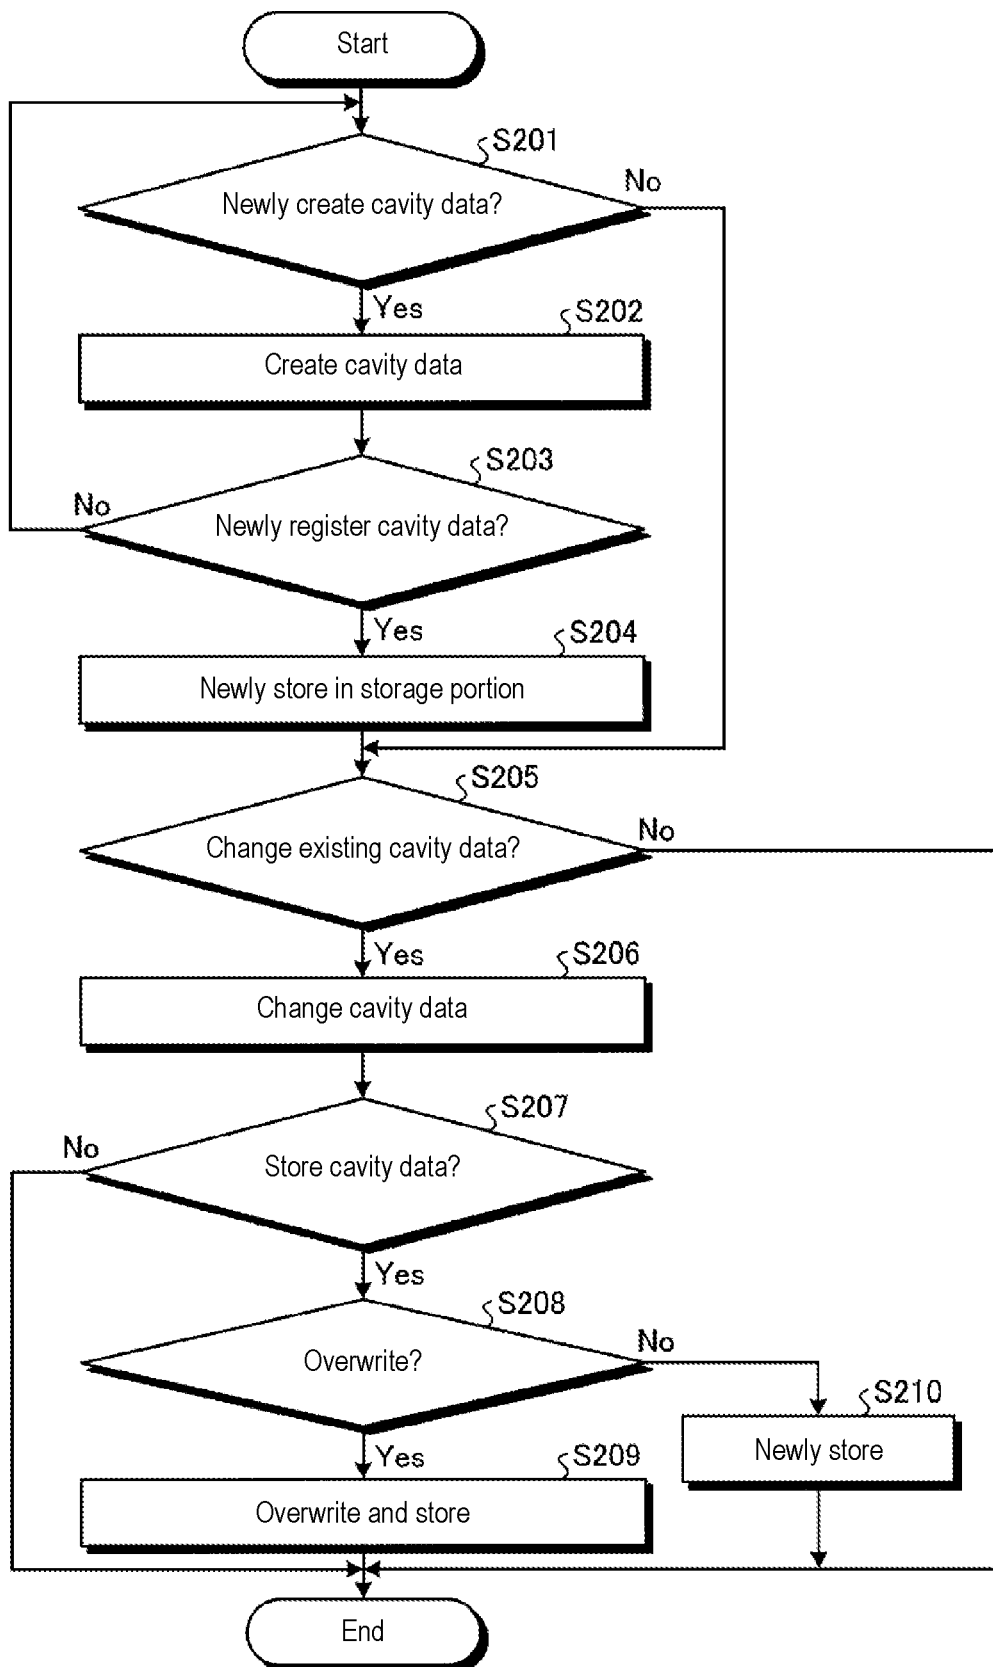 Start
S201
Newly create cavity data?
No
Yes
S202
Create cavity data
S203
No
Newly register cavity data?
Yes
S204
Newly store in storage portion
S205
Change existing cavity data?
No
Yes
S206
Change cavity data
S207
No
Store cavity data?
Yes
S208
Overwrite?
No
S210
Newly store
Yes
S209
Overwrite and store
End